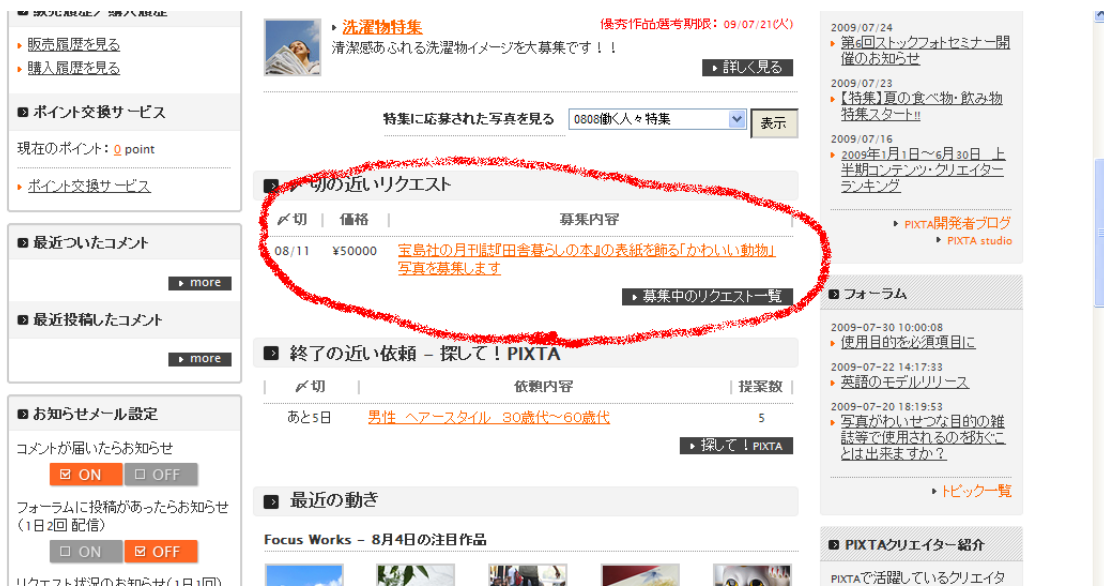 販売履歴/購入履歴
販売履歴を見る
購入履歴を見る
ポイント交換サービス
現在のポイント: 0 point
ポイント交換サービス
最近ついたコメント
more
最近投稿したコメント
more
お知らせメール設定
コメントが届いたらお知らせ
ON OFF
フォーラムに投稿があったらお知らせ
(1日2回 配信)
ON OFF
リクエスト状況のお知らせ(1日1回)
洗濯物特集
優秀作品選考期限: 09/07/21(火)
清潔感あふれる洗濯物イメージを大募集です!!
詳しく見る
特集に応募された写真を見る 0808働く人々特集 表示
〆切の近いリクエスト
〆切 | 価格 | 募集内容
08/11 ¥50000 宝島社の月刊誌『田舎暮らしの本』の表紙を飾る「かわいい動物」
写真を募集します
募集中のリクエスト一覧
終了の近い依頼 – 探して!PIXTA
| 〆切 | 依頼内容 | 提案数 |
あと5日 男性 ヘアースタイル 30歳代~60歳代 5
探して!PIXTA
最近の動き
Focus Works – 8月4日の注目作品
2009/07/24
第6回ストックフォトセミナー開
催のお知らせ
2009/07/23
【特集】夏の食べ物・飲み物
特集スタート!!
2009/07/16
2009年1月1日~6月30日 上
半期コンテンツ・クリエイター
ランキング
PIXTA開発者ブログ
PIXTA studio
フォーラム
2009-07-30 10:00:08
使用目的を必須項目に
2009-07-22 14:17:33
英語のモデルリリース
2009-07-20 18:19:53
写真がわいせつな目的の雑
誌等で使用されるのを防ぐこ
とは出来ますか?
トピック一覧
PIXTAクリエイター紹介
PIXTAで活躍しているクリエイタ